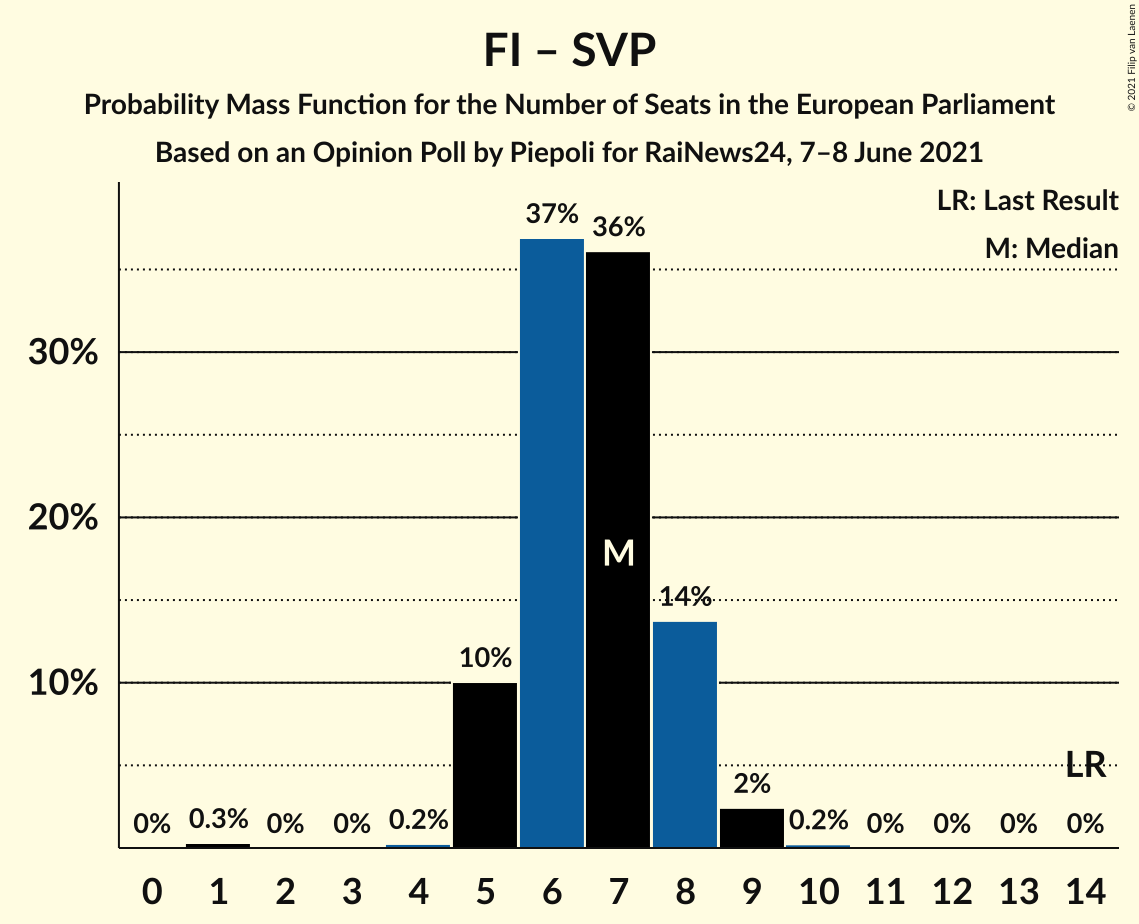 FI – SVP
Probability Mass Function for the Number of Seats in the European Parliament
Based on an Opinion Poll by Piepoli for RaiNews24, 7–8 June 2021
© 2021 Filip van Laenen
LR: Last Result
M: Median
30%
20%
10%
0%
0.3%
0%
0%
0.2%
10%
37%
36%
M
14%
2%
0.2%
0%
0%
0%
LR
0%
0 1 2 3 4 5 6 7 8 9 10 11 12 13 14